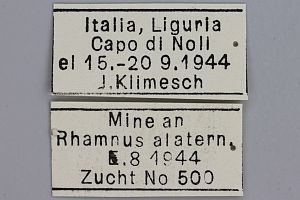 Italia, Liguria
Capo di Noli
el 15.-20 9.1944
J.Klimesch
Mine an
Rhamnus alatern.
8 1944
Zucht No 500